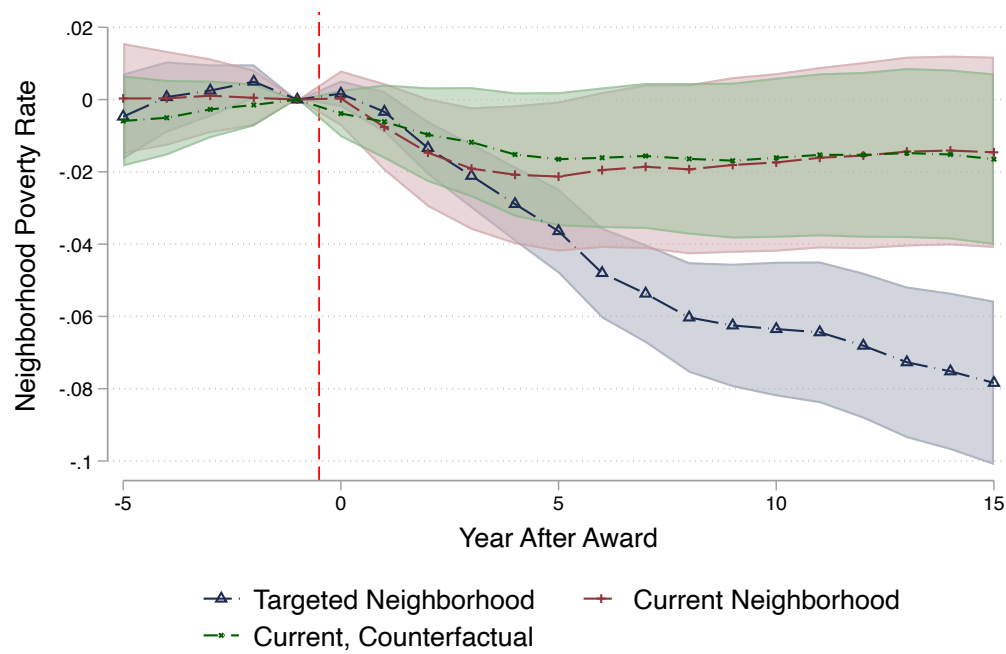 .02
0
-.02
-.04
-.06
-.08
-.1
Neighborhood Poverty Rate
-5 0 5 10 15
Year After Award
Targeted Neighborhood Current Neighborhood
Current, Counterfactual